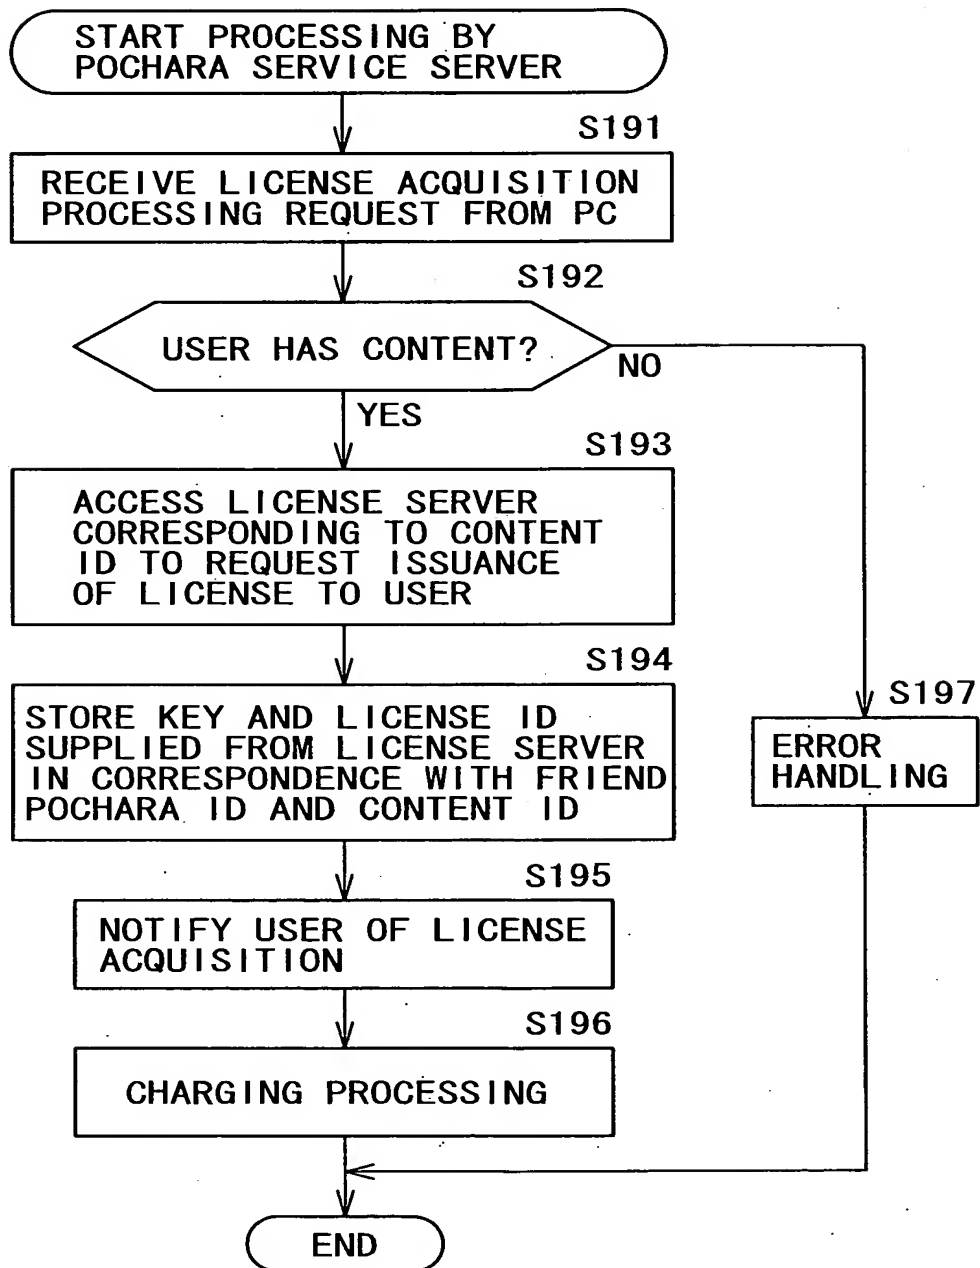 START PROCESSING BY
POCHARA SERVICE SERVER
S191
RECEIVE LICENSE ACQUISITION
PROCESSING REQUEST FROM PC
S192
USER HAS CONTENT?
NO
YES
S193
ACCESS LICENSE SERVER
CORRESPONDING TO CONTENT
ID TO REQUEST ISSUANCE
OF LICENSE TO USER
S194
STORE KEY AND LICENSE ID
SUPPLIED FROM LICENSE SERVER
IN CORRESPONDENCE WITH FRIEND
POCHARA ID AND CONTENT ID
S197
ERROR
HANDLING
S195
NOTIFY USER OF LICENSE
ACQUISITION
S196
CHARGING PROCESSING
END